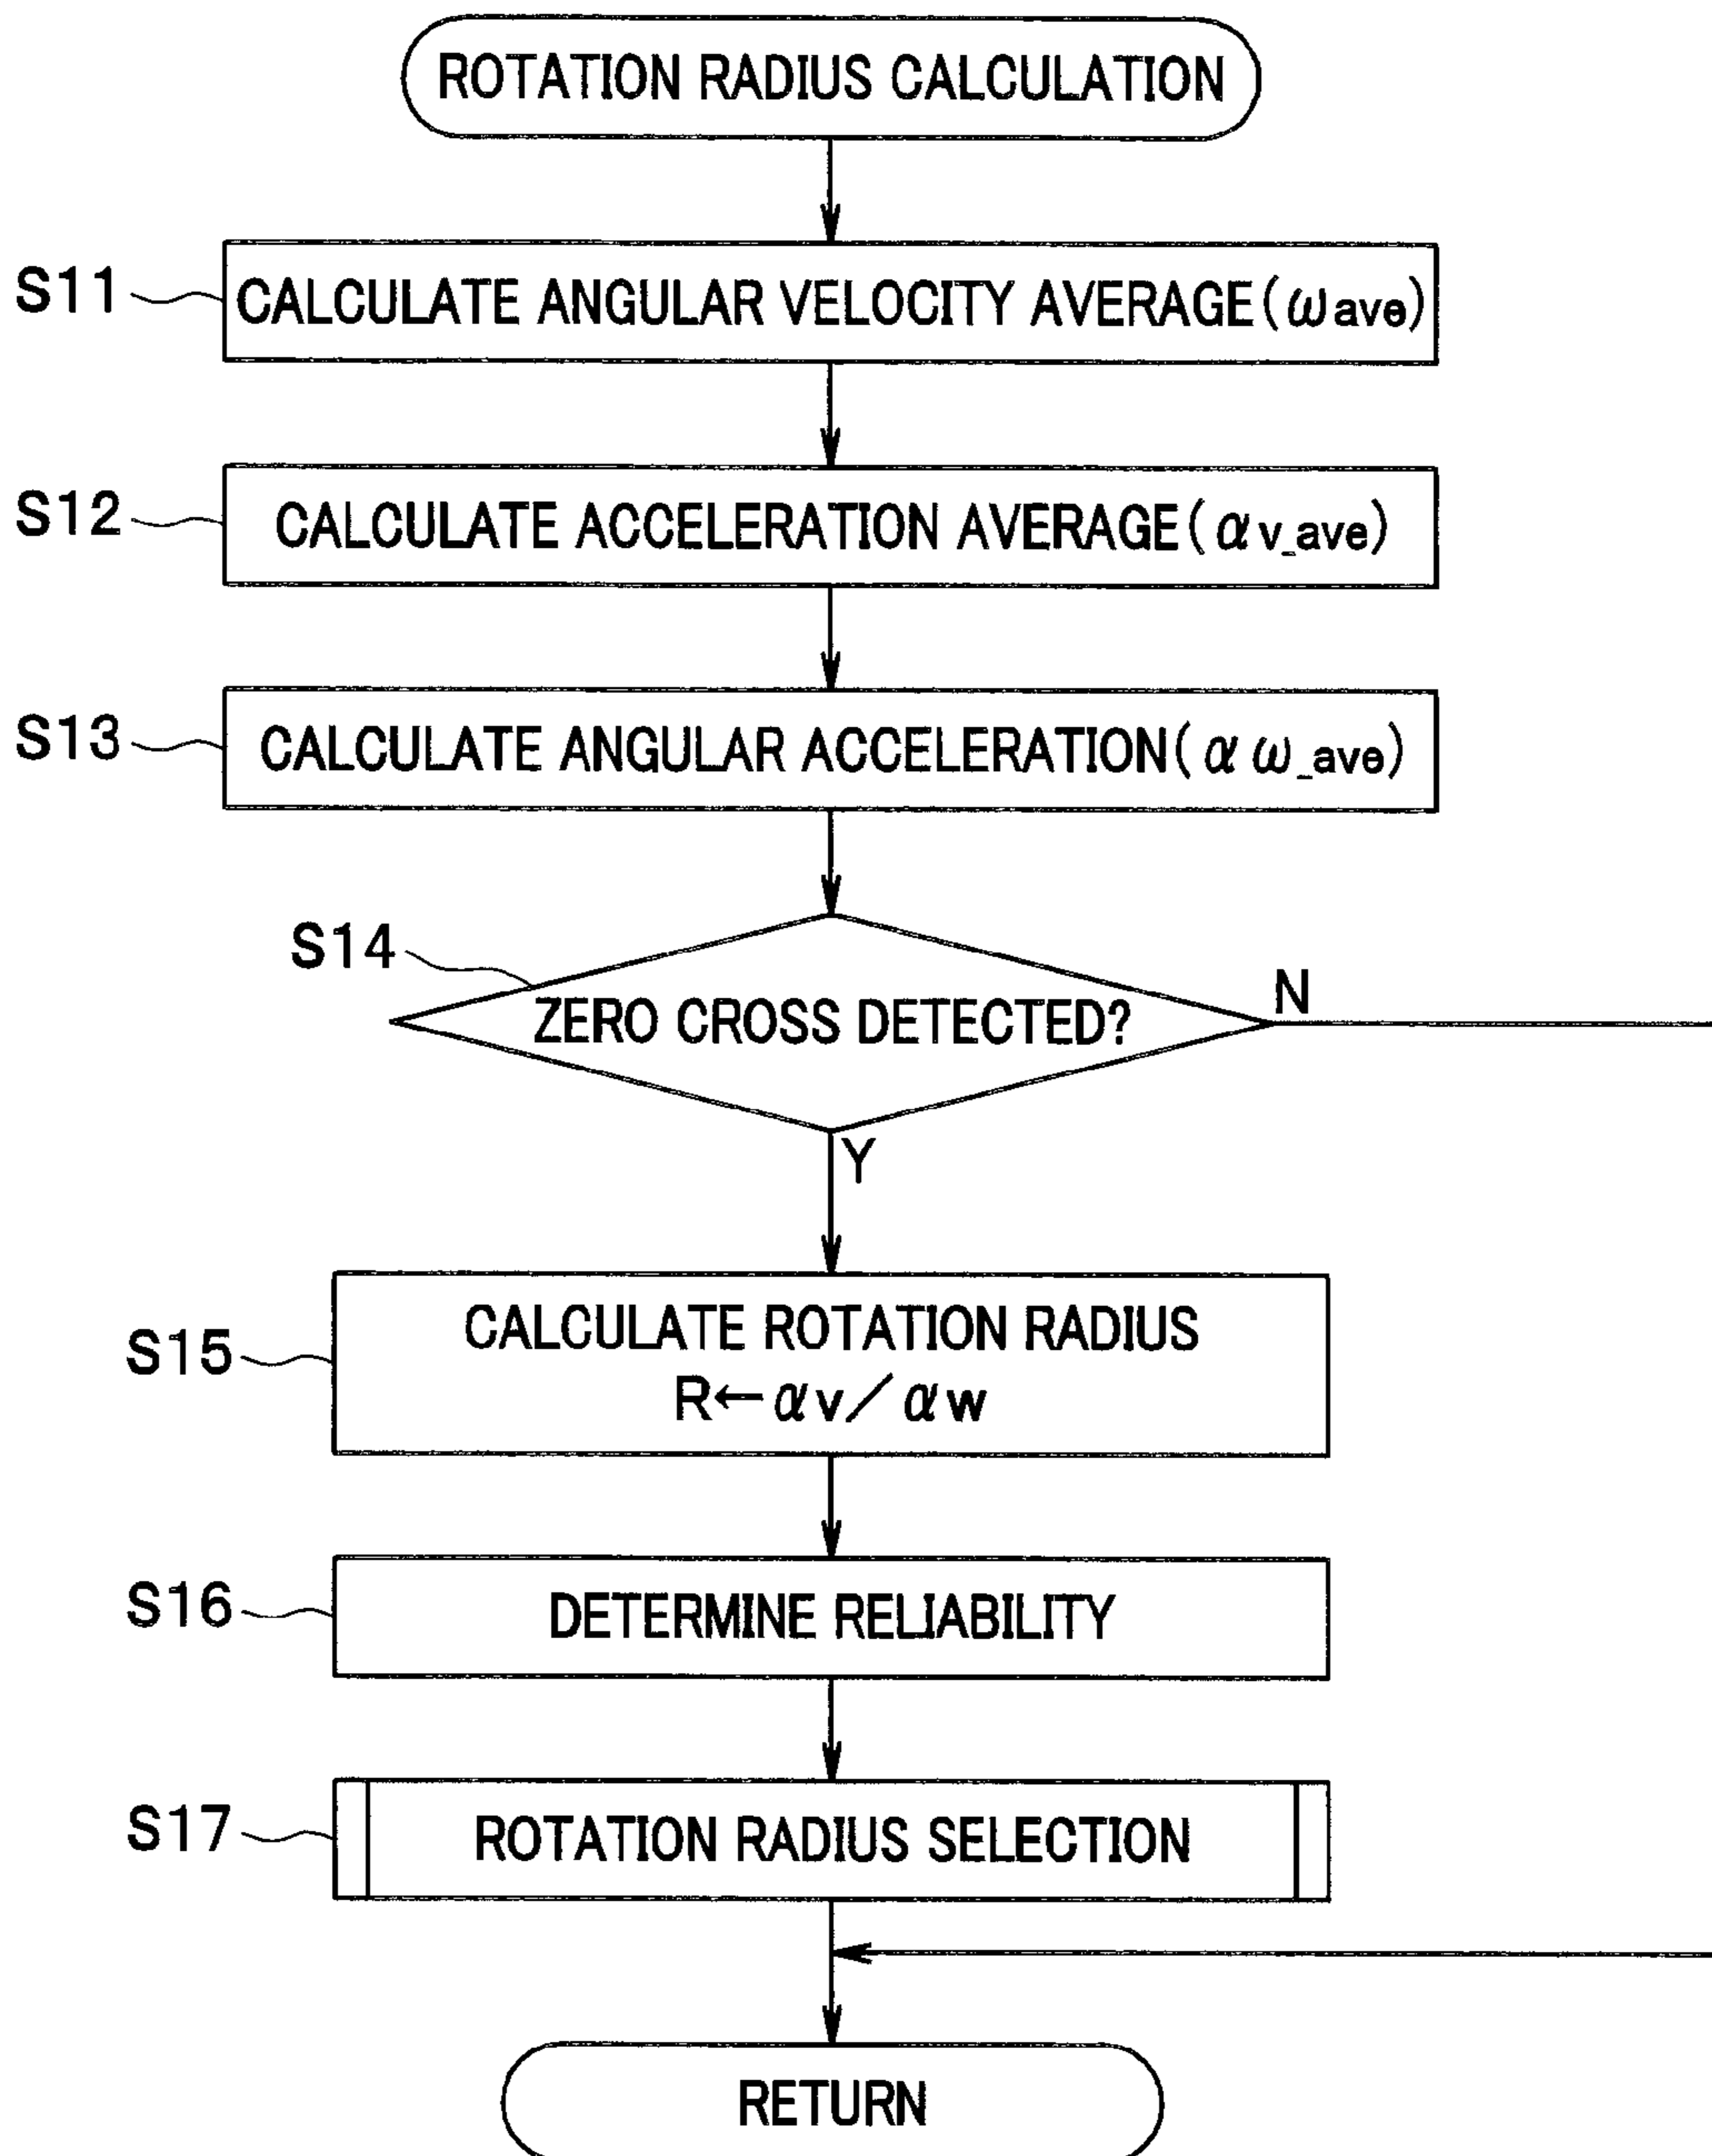 ROTATION RADIUS CALCULATION
S11
CALCULATE ANGULAR VELOCITY AVERAGE(ωave)
S12
CALCULATE ACCELERATION AVERAGE(αv_ave)
S13
CALCULATE ANGULAR ACCELERATION(αω_ave)
S14
ZERO CROSS DETECTED?
N
Y
S15
CALCULATE ROTATION RADIUS
R←αv/αw
S16
DETERMINE RELIABILITY
S17
ROTATION RADIUS SELECTION
RETURN